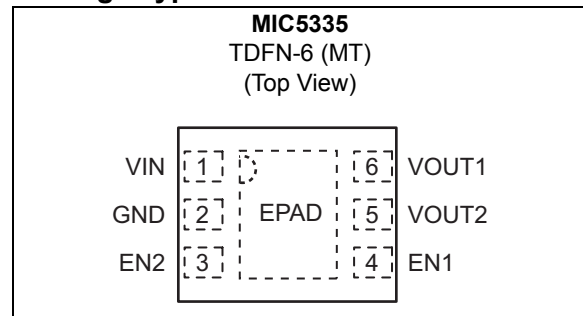 MIC5335
TDFN-6 (MT)
(Top View)
VIN 1 6 VOUT1
GND 2 EPAD 5 VOUT2
EN2 3 4 EN1